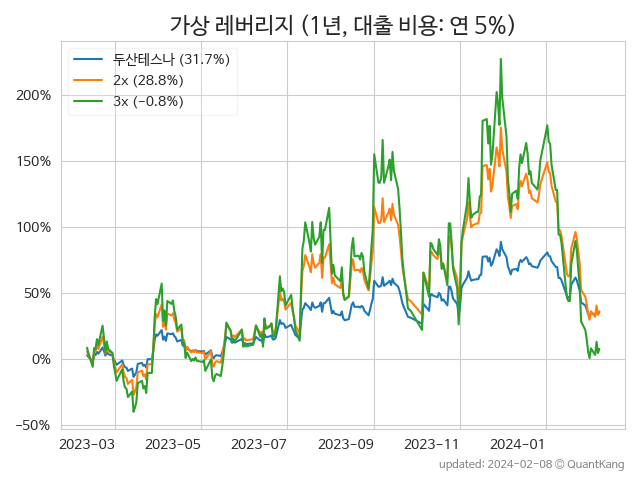 가상 레버리지 (1년, 대출 비용: 연 5%)
두산테스나 (31.7%)
2x (28.8%)
3x (−0.8%)
200%
150%
100%
50%
0%
−50%
2023-03
2023-05
2023-07
2023-09
2023-11
2024-01
updated: 2024-02-08 © QuantKang